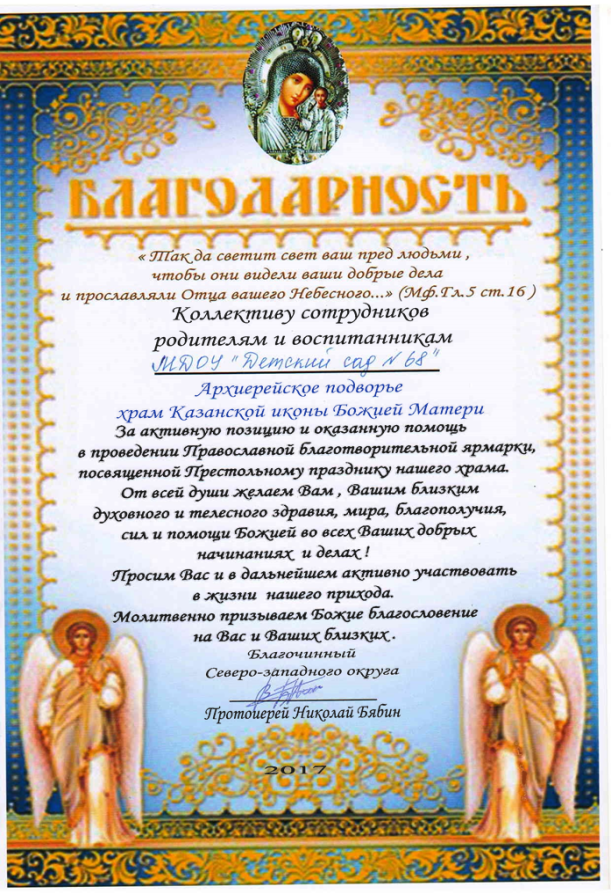 БЛАГОДАРНОСТЬ
« Так да светит свет ваш пред людьми ,
чтобы они видели ваши добрые дела
и прославляли Отца вашего Небесного...» (Мф.Гл.5 ст.16 )
Коллективу сотрудников
родителям и воспитанникам
МДОУ "Детский сад №68"
Архиерейское подворье
храм Казанской иконы Божией Матери
За активную позицию и оказанную помощь
в проведении Православной благотворительной ярмарки,
посвященной Престольному празднику нашего храма.
От всей души желаем Вам , Вашим близким
духовного и телесного здравия, мира, благополучия,
сил и помощи Божией во всех Ваших добрых
начинаниях и делах !
Просим Вас и в дальнейшем активно участвовать
в жизни нашего прихода.
Молитвенно призываем Божие благословение
на Вас и Ваших близких .
Благочинный
Северо-западного округа
Протоиерей Николай Бябин
2017